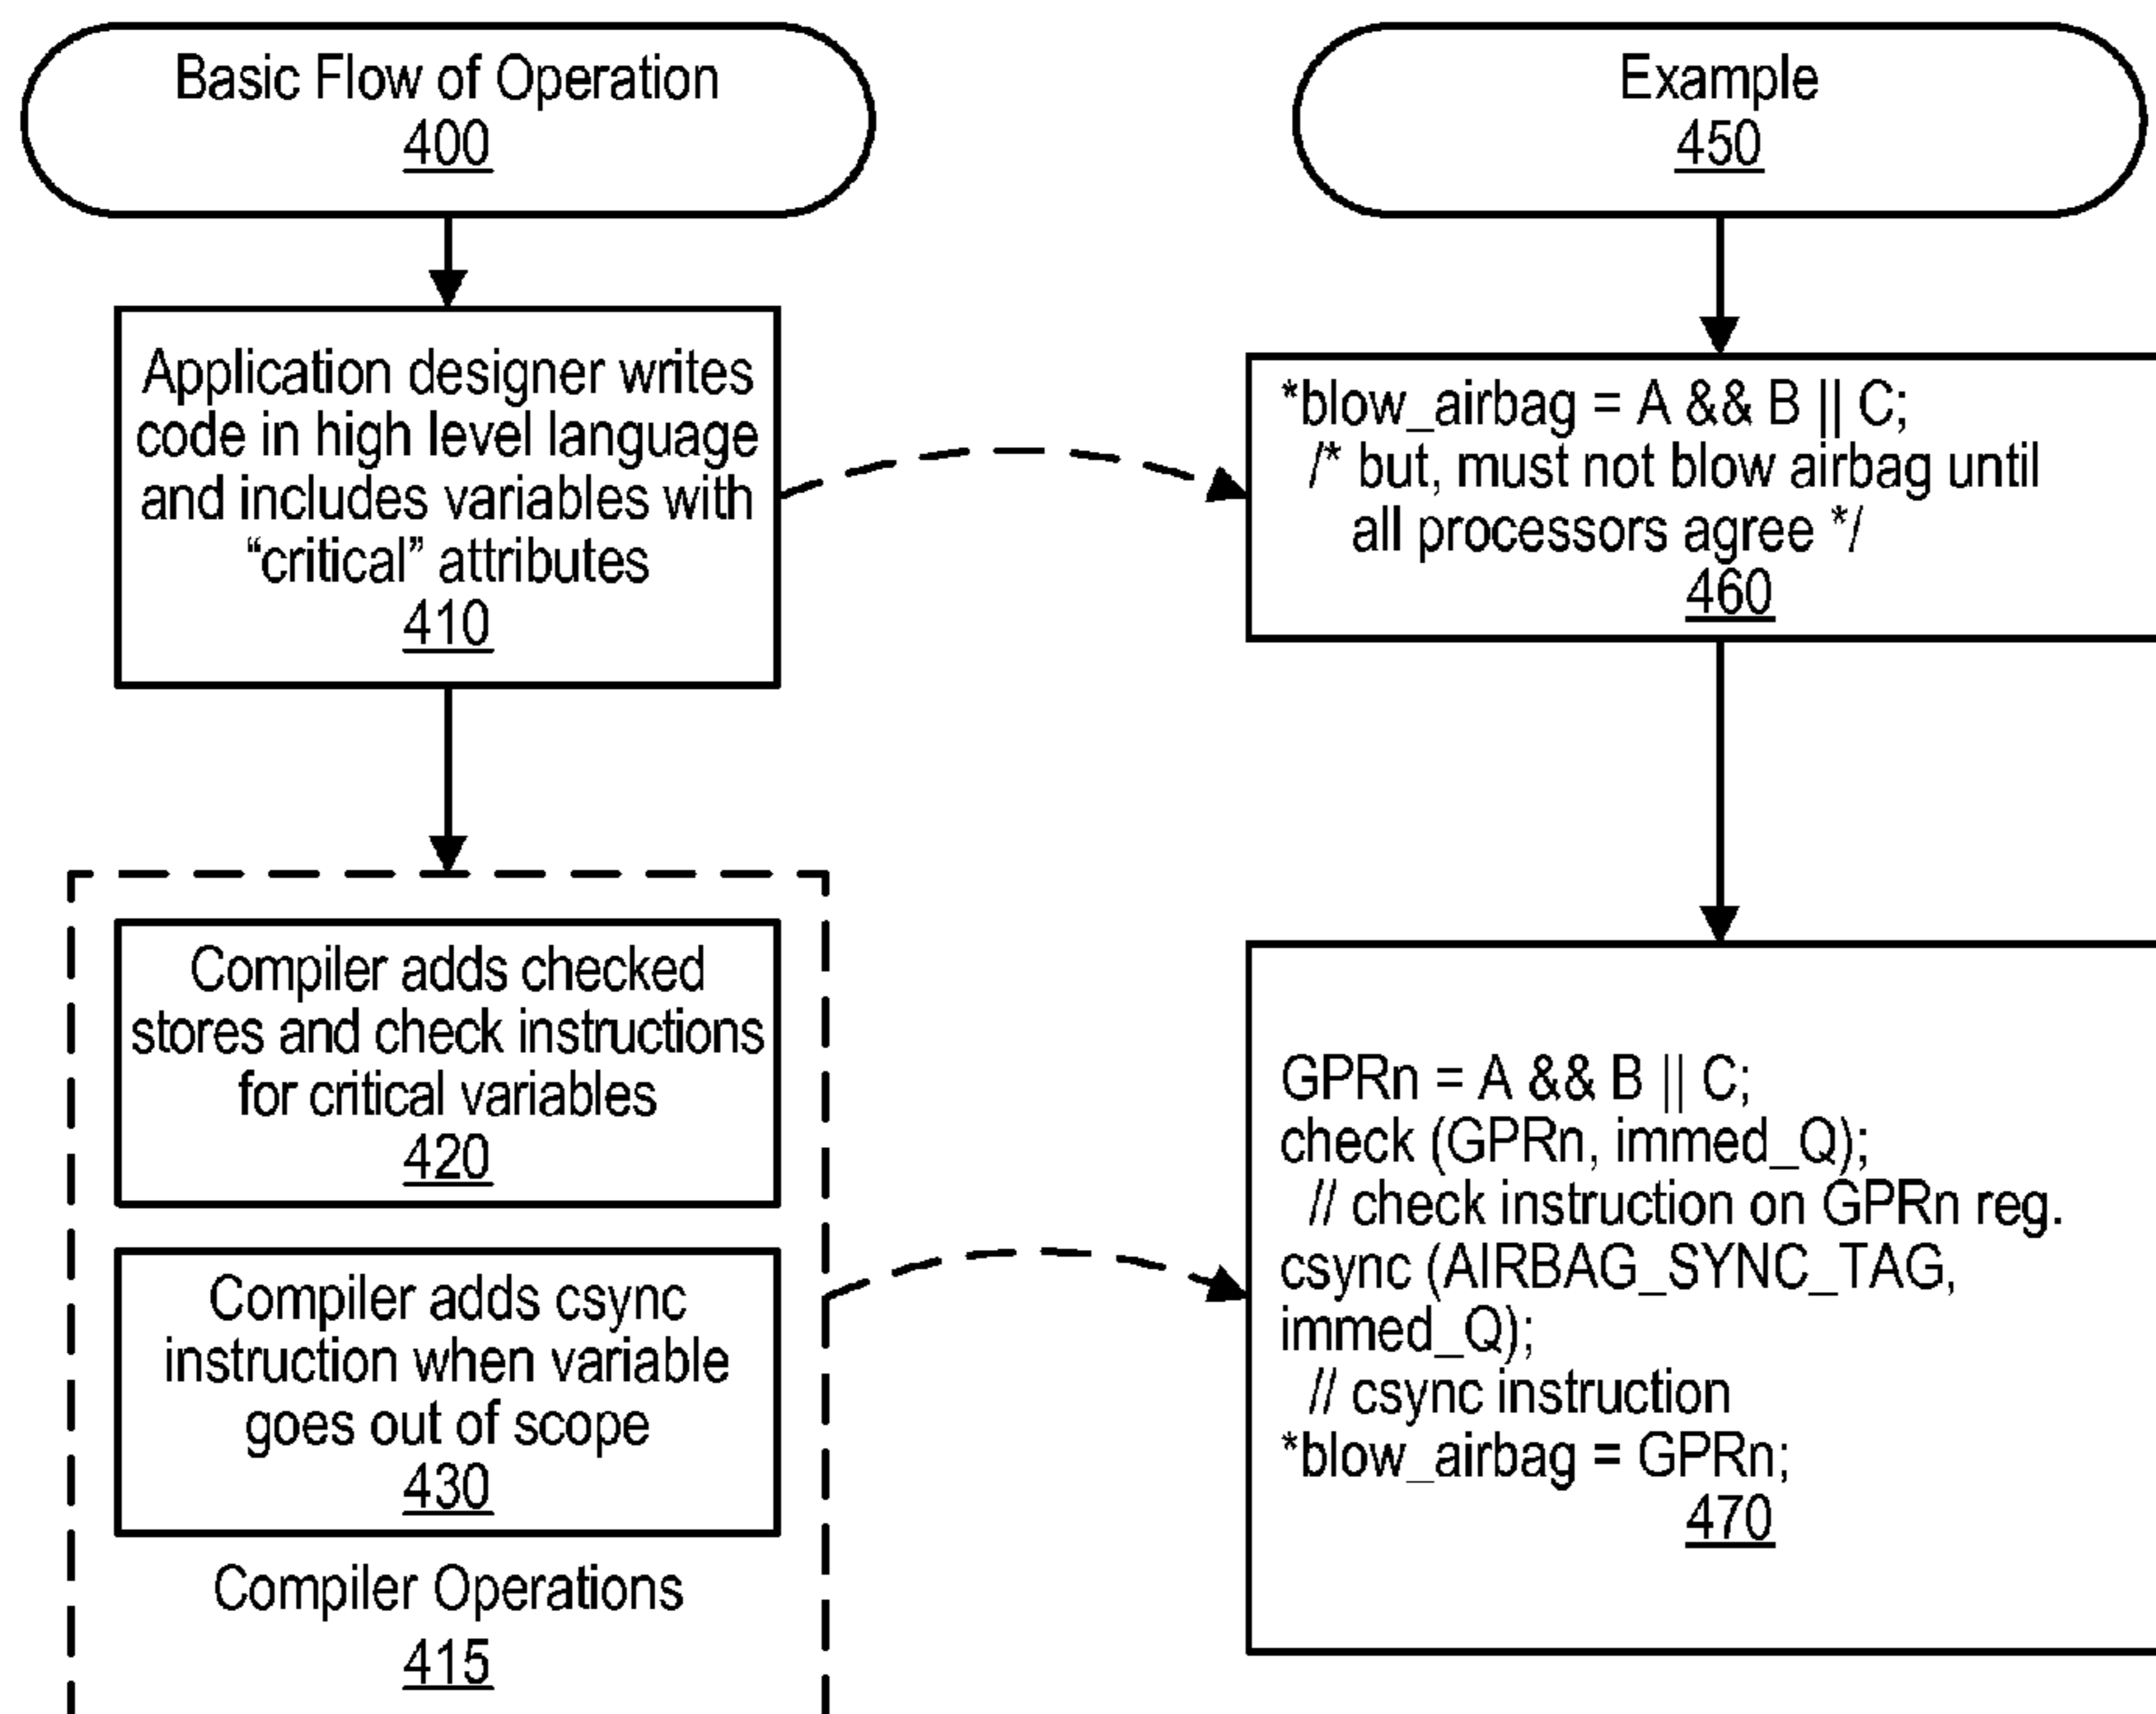 Basic Flow of Operation
400
Application designer writes
code in high level language
and includes variables with
“critical” attributes
410
Compiler adds checked
stores and check instructions
for critical variables
420
Compiler adds csync
instruction when variable
goes out of scope
430
Compiler Operations
415
Example
450
*blow_airbag = A && B || C;
/* but, must not blow airbag until
all processors agree */
460
GPRn = A && B || C;
check (GPRn, immed_Q);
// check instruction on GPRn reg.
csync (AIRBAG_SYNC_TAG,
immed_Q);
// csync instruction
*blow_airbag = GPRn;
470